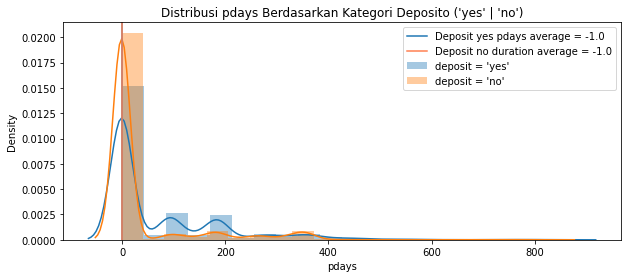 Distribusi pdays Berdasarkan Kategori Deposito ('yes' | 'no')
Deposit yes pdays average = -1.0
Deposit no duration average = -1.0
deposit = 'yes'
deposit = 'no'
Density
0.0200
0.0175
0.0150
0.0125
0.0100
0.0075
0.0050
0.0025
0.0000
0 200 400 600 800
pdays